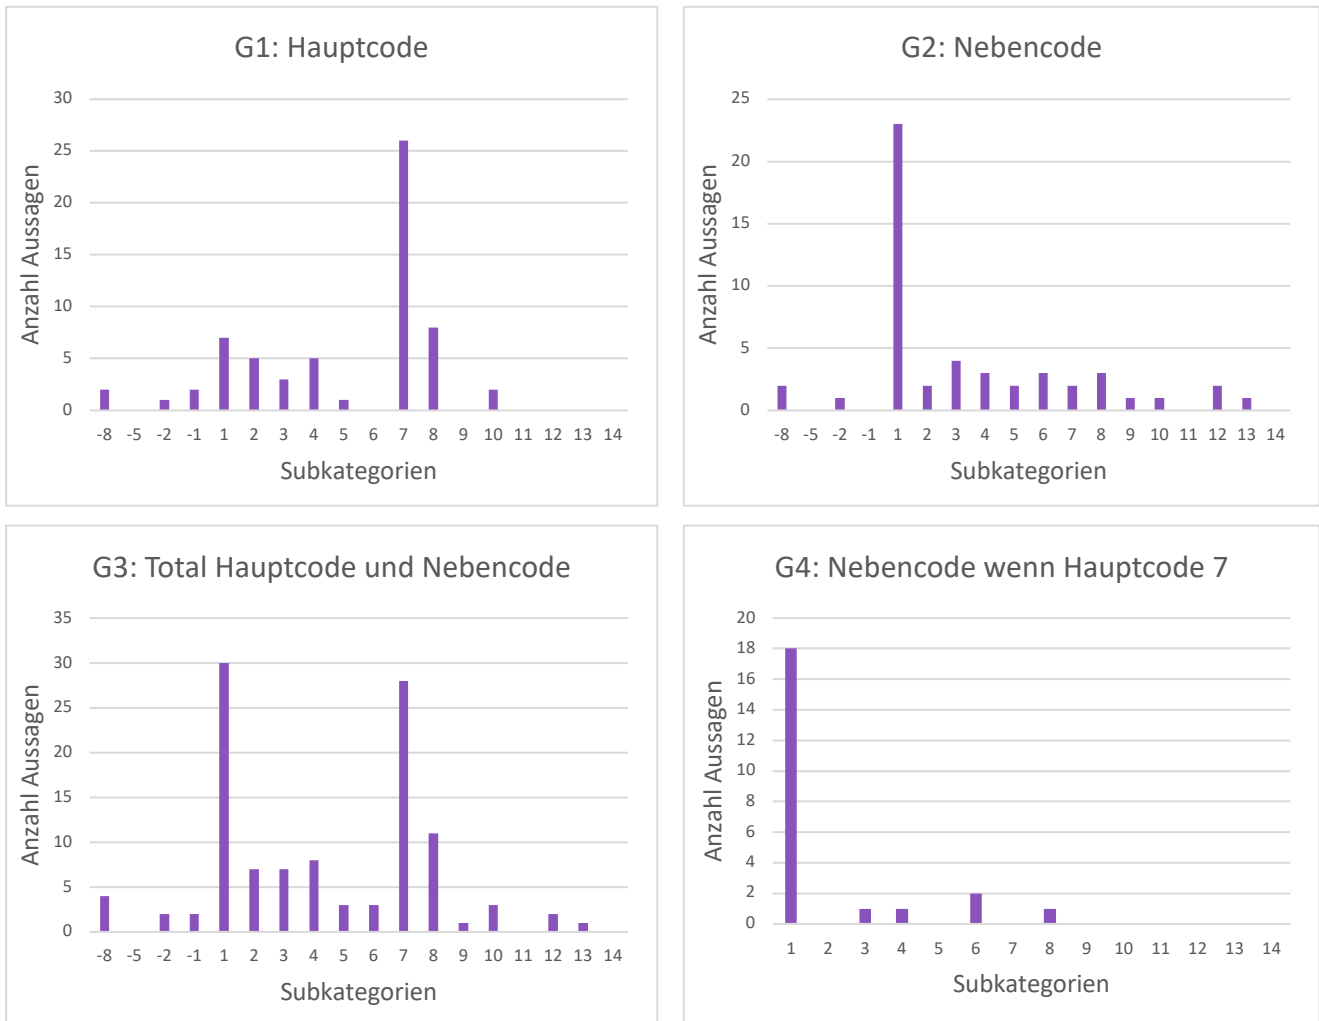 G1: Hauptcode
30
25
20
15
10
5
0
Anzahl Aussagen
-8 -5 -2 -1 1 2 3 4 5 6 7 8 9 10 11 12 13 14
Subkategorien
G2: Nebencode
25
20
15
10
5
0
Anzahl Aussagen
-8 -5 -2 -1 1 2 3 4 5 6 7 8 9 10 11 12 13 14
Subkategorien
G3: Total Hauptcode und Nebencode
35
30
25
20
15
10
5
0
Anzahl Aussagen
-8 -5 -2 -1 1 2 3 4 5 6 7 8 9 10 11 12 13 14
Subkategorien
G4: Nebencode wenn Hauptcode 7
20
18
16
14
12
10
8
6
4
2
0
Anzahl Aussagen
1 2 3 4 5 6 7 8 9 10 11 12 13 14
Subkategorien